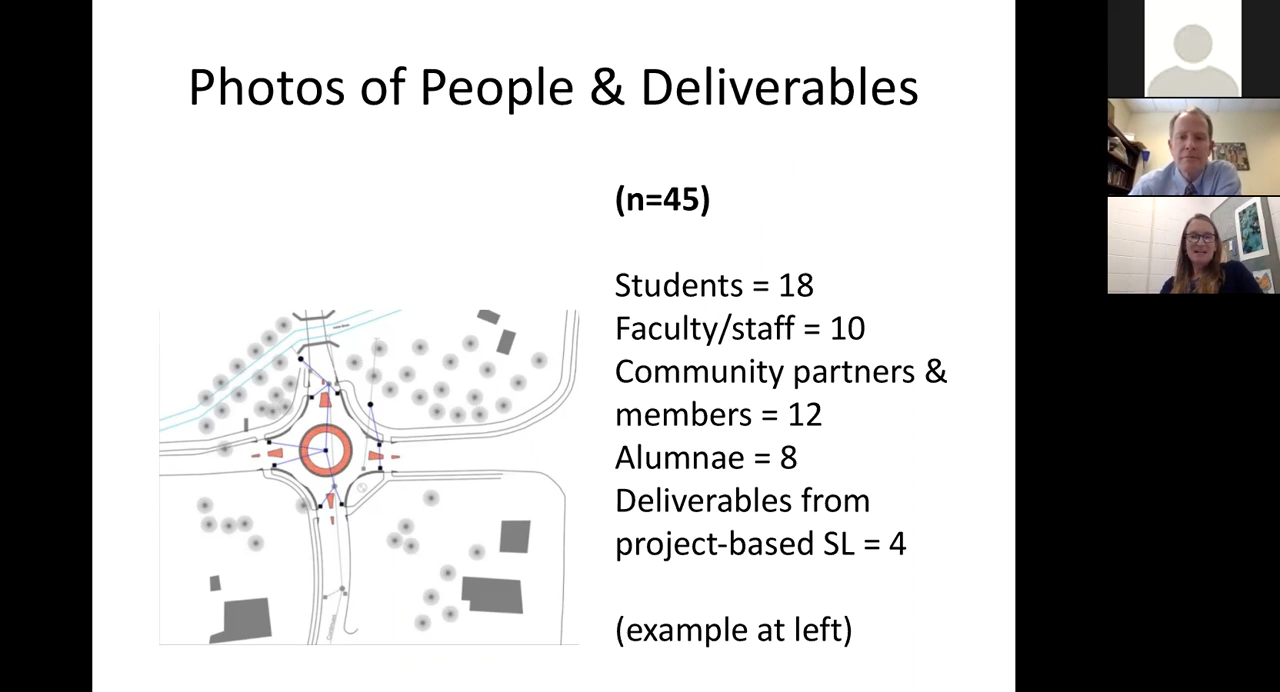 Photos of People & Deliverables
(n=45)
Students = 18
Faculty/staff = 10
Community partners &
members = 12
Alumnae = 8
Deliverables from
project-based SL = 4
(example at left)